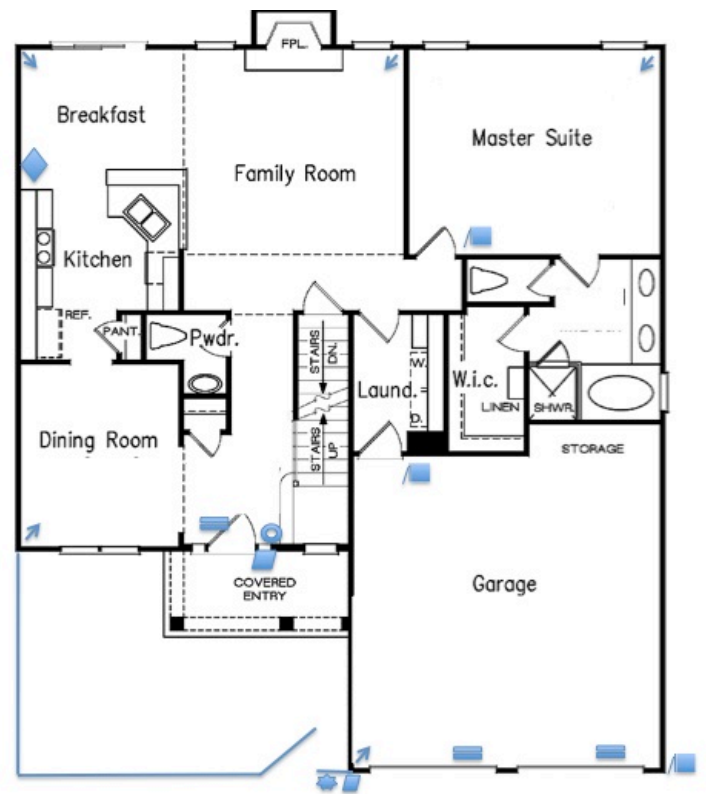 FPL.
Breakfast
Master Suite
Family Room
Kitchen
REF.
PANT.
Pwdr.
STAIRS
DN.
W.
Laund.
W.i.c.
D.
LINEN
SHWR.
Dining Room
STAIRS
UP
STORAGE
COVERED
ENTRY
Garage